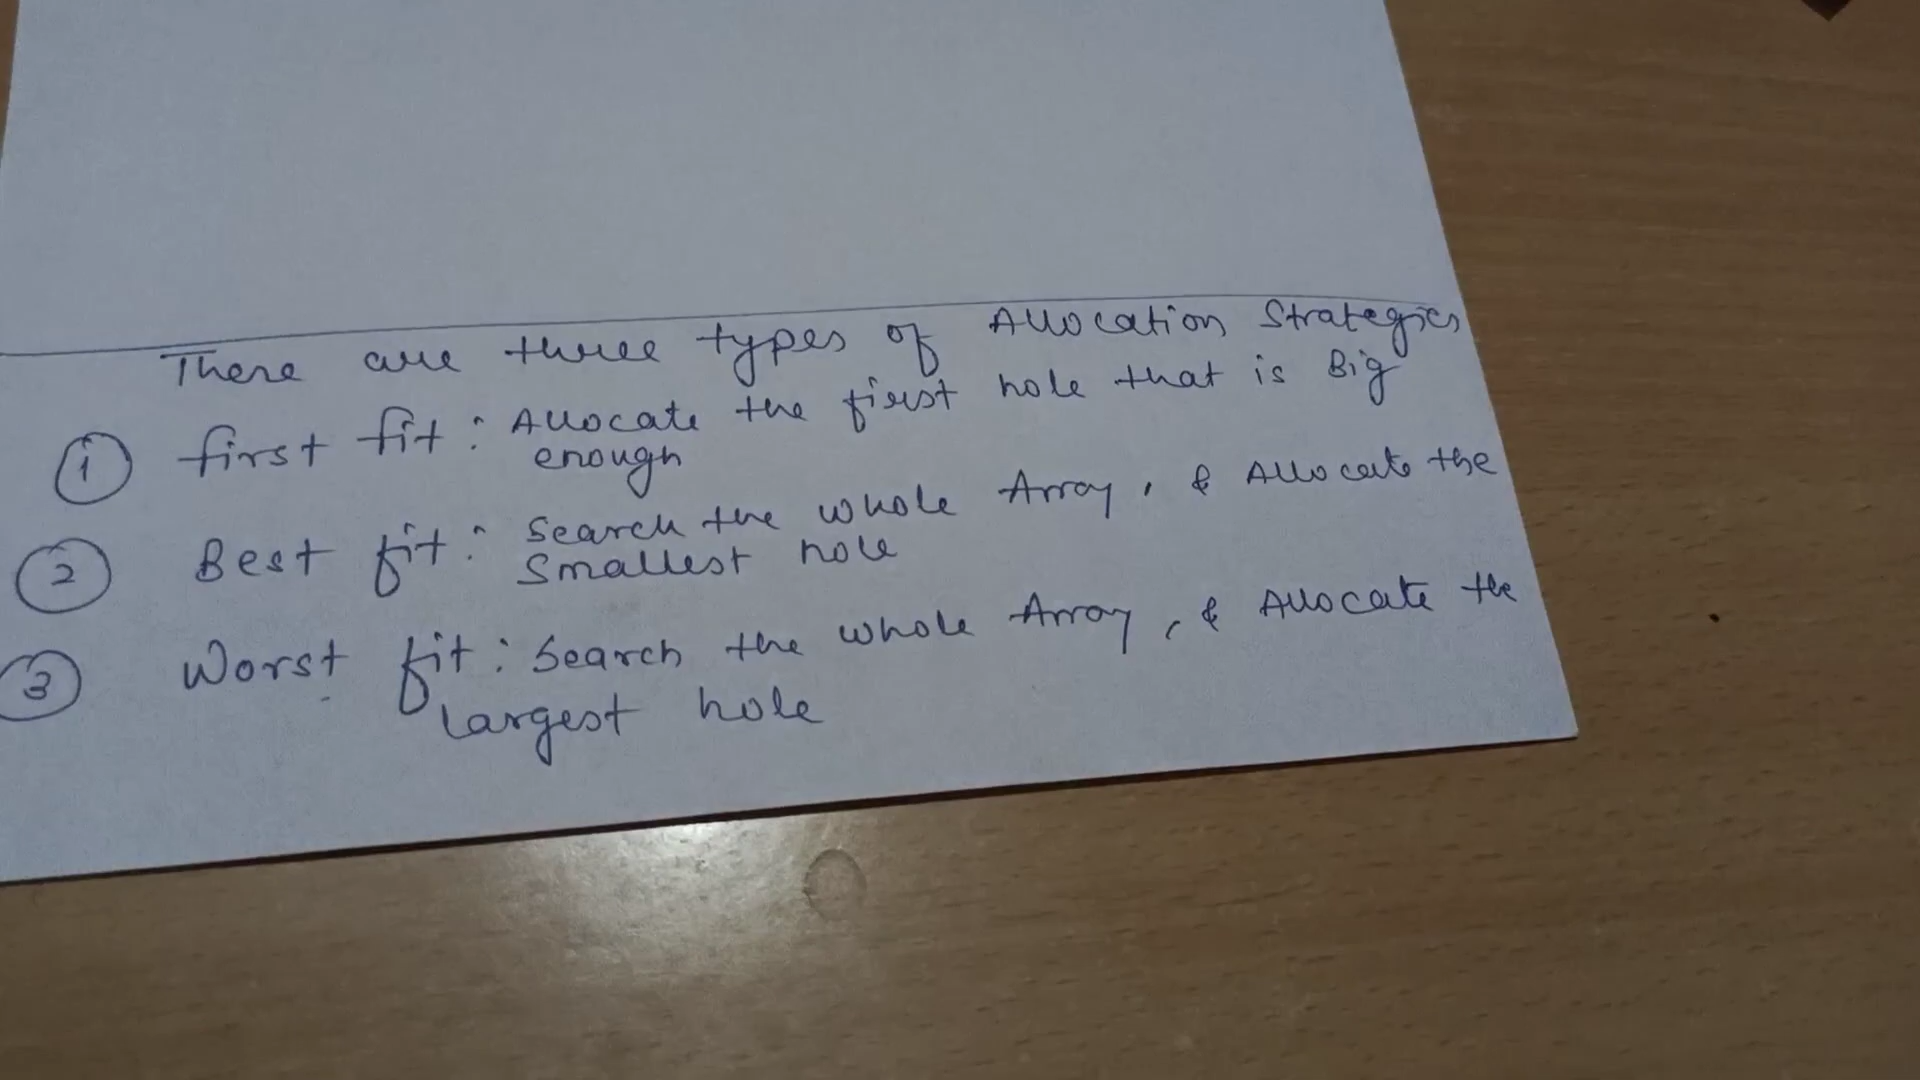 There are three types of Allocation Strategies
① first fit : Allocate the first hole that is Big
enough
② Best fit : Search the whole Array, & Allocate the
Smallest hole
③ Worst fit : Search the whole Array, & Allocate the
largest hole